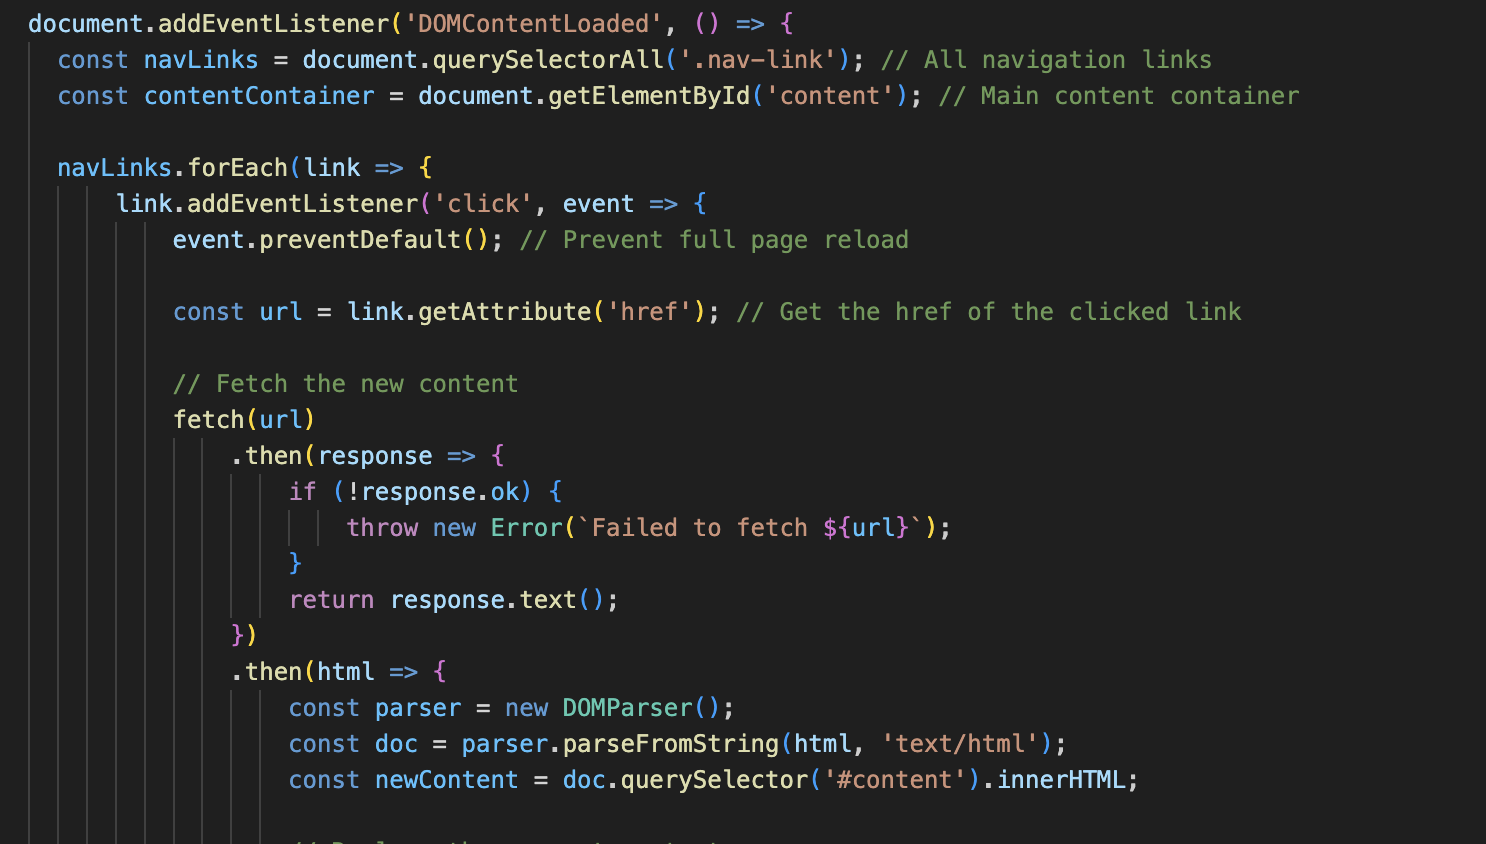 document.addEventListener('DOMContentLoaded', () => {
const navLinks = document.querySelectorAll('.nav-link'); // All navigation links
const contentContainer = document.getElementById('content'); // Main content container
navLinks.forEach(link => {
link.addEventListener('click', event => {
event.preventDefault(); // Prevent full page reload
const url = link.getAttribute('href'); // Get the href of the clicked link
// Fetch the new content
fetch(url)
.then(response => {
if (!response.ok) {
throw new Error(`Failed to fetch ${url}`);
}
return response.text();
})
.then(html => {
const parser = new DOMParser();
const doc = parser.parseFromString(html, 'text/html');
const newContent = doc.querySelector('#content').innerHTML;